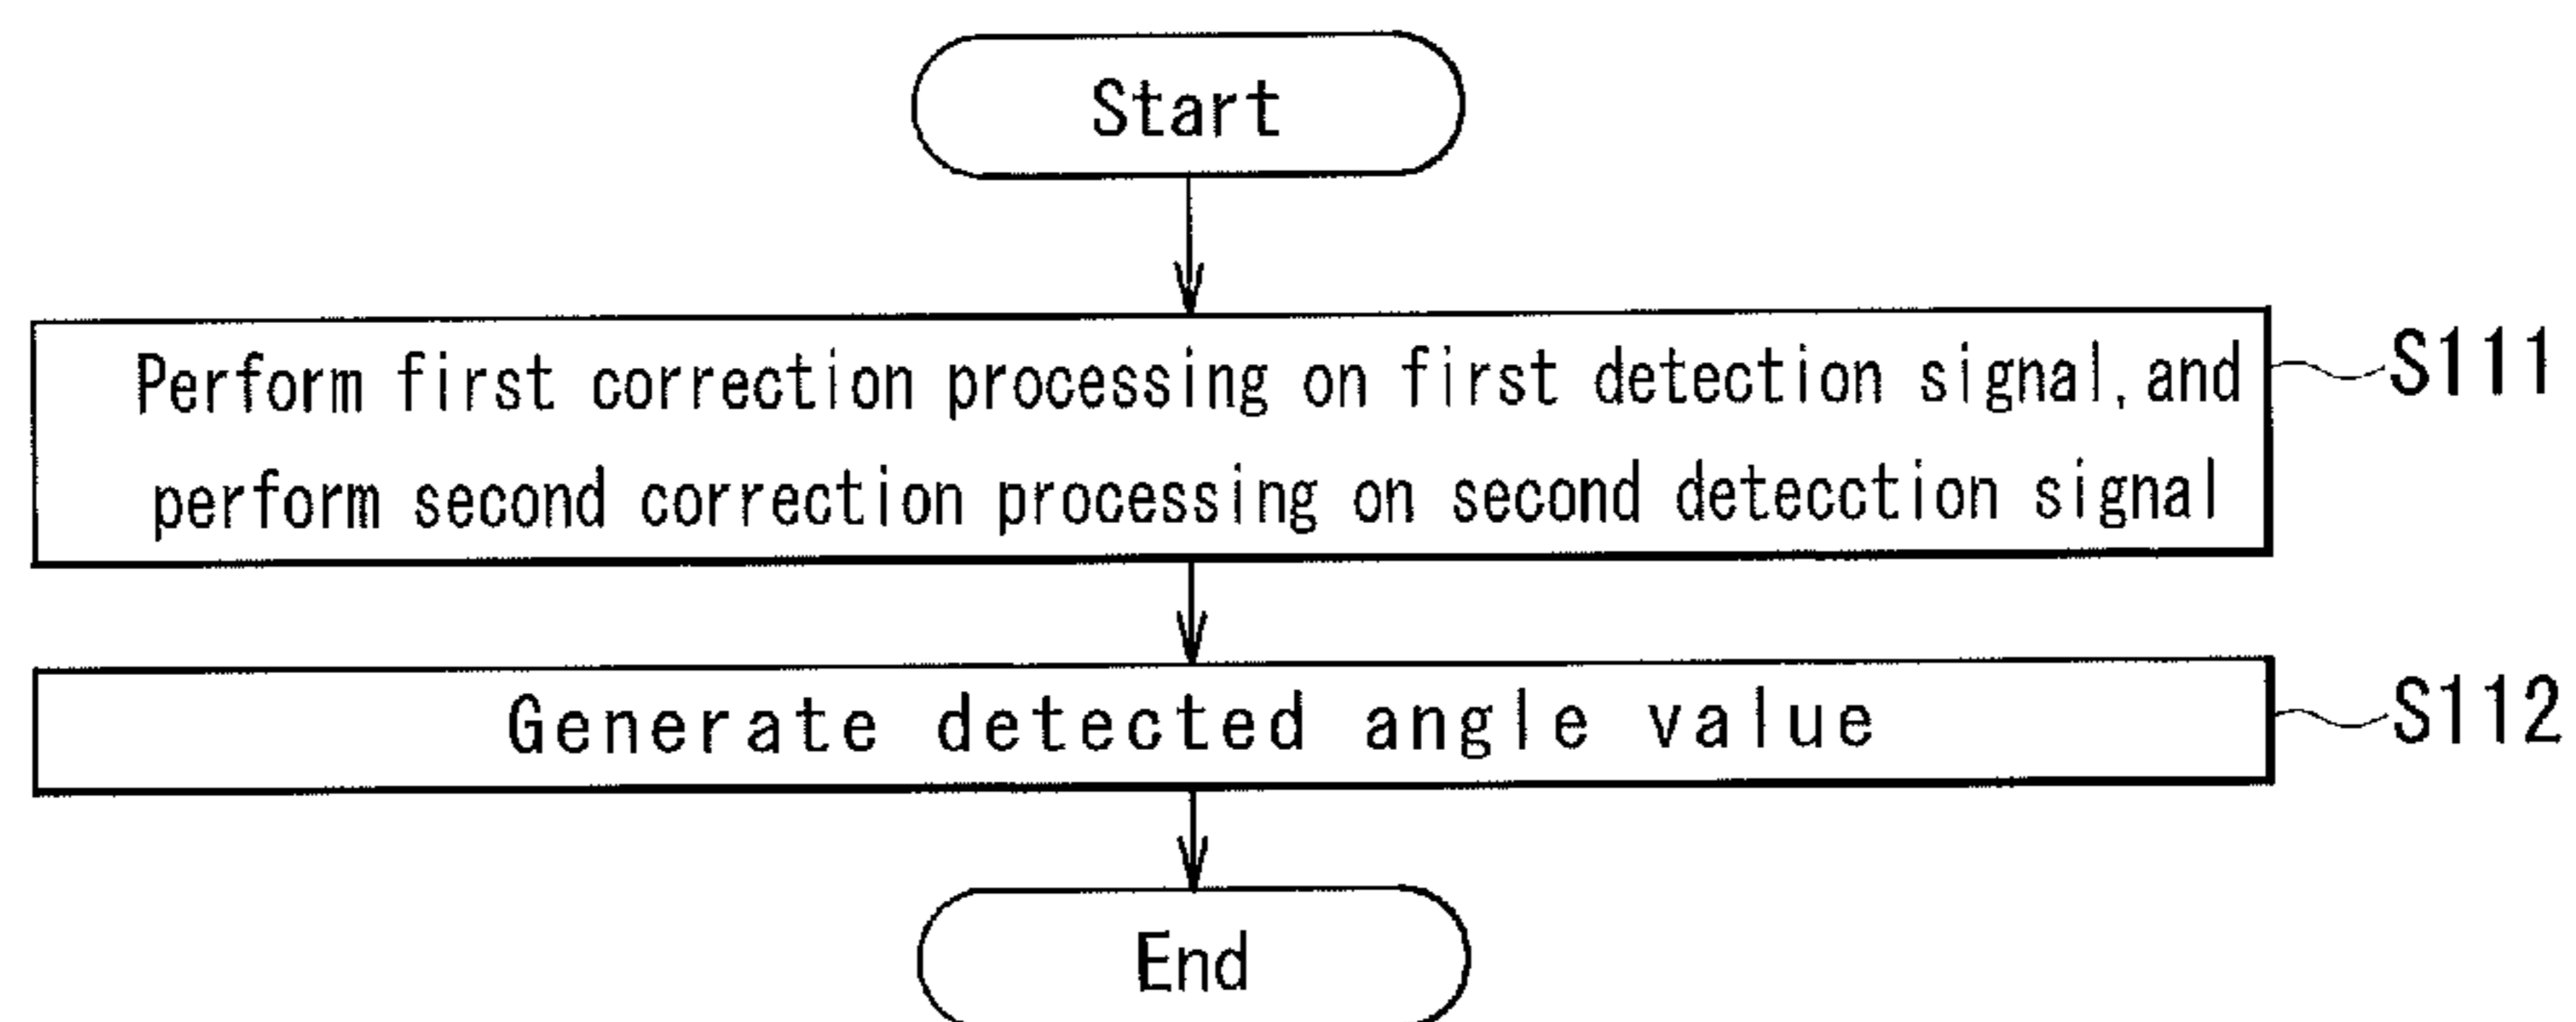 Start
Perform first correction processing on first detection signal, and
S111
perform second correction processing on second detecction signal
Generate detected angle value
S112
End